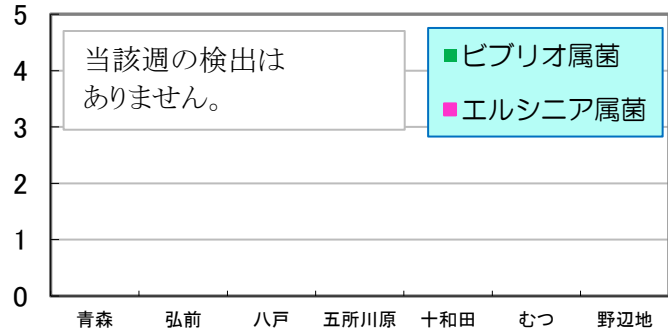 5
4
3
2
1
0
当該週の検出は
ありません。
ビブリオ属菌
エルシニア属菌
青森 弘前 八戸 五所川原 十和田 むつ 野辺地